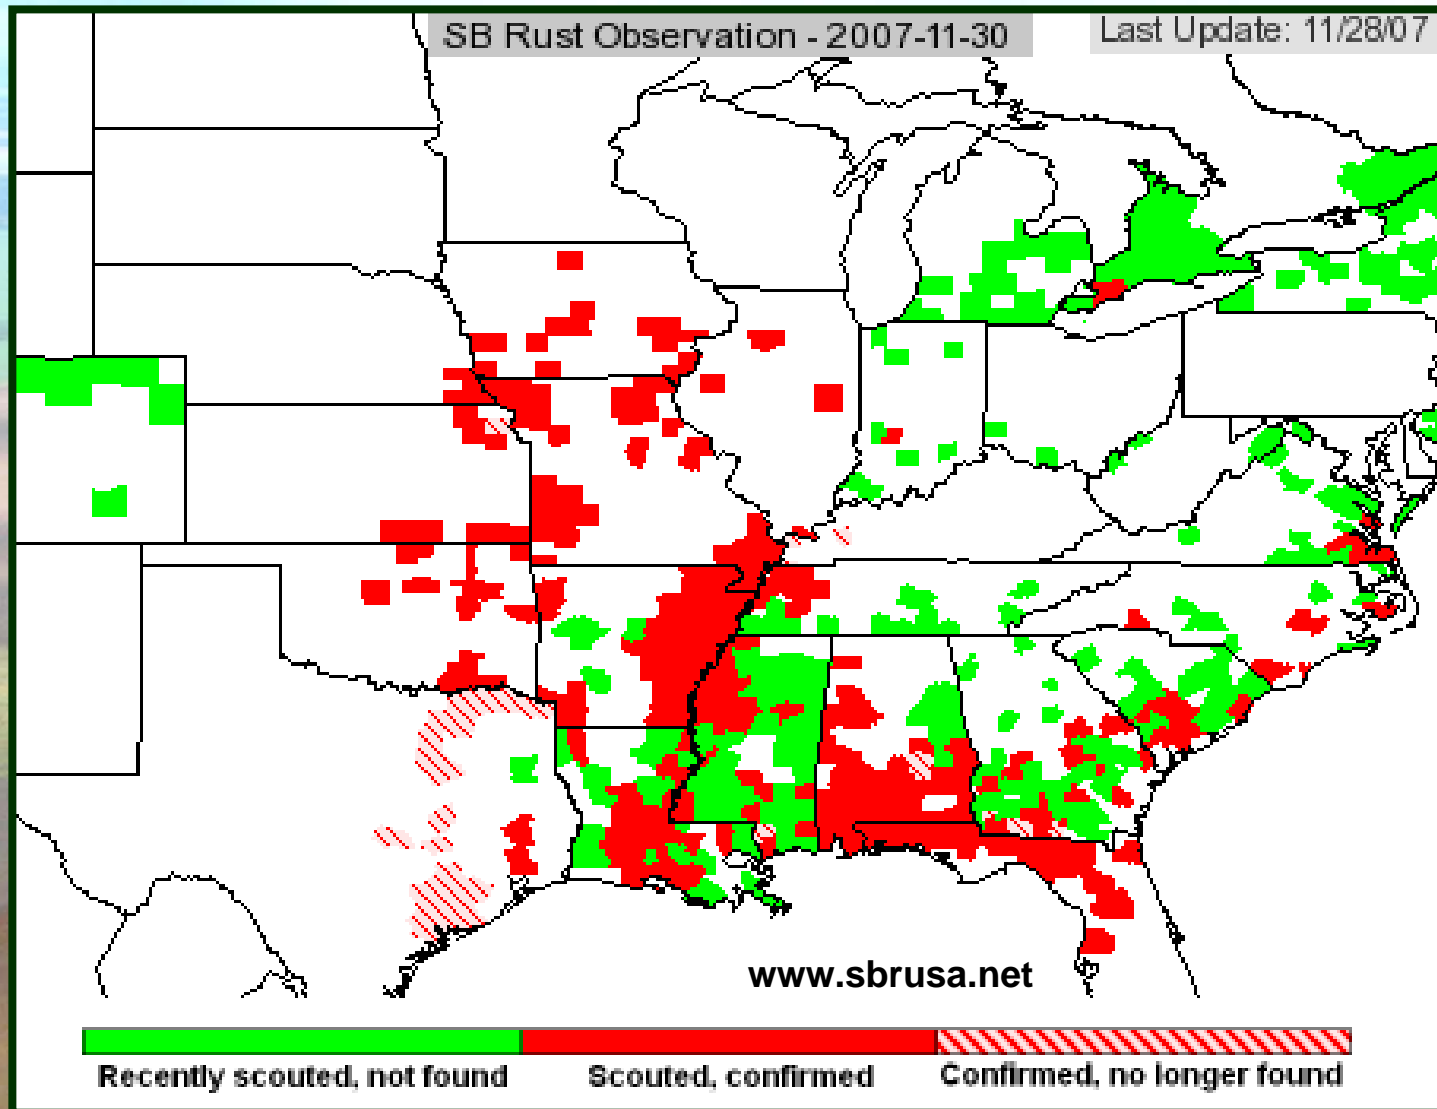 SB Rust Observation - 2007-11-30
Last Update: 11/28/07
www.sbrusa.net
Recently scouted, not found
Scouted, confirmed
Confirmed, no longer found